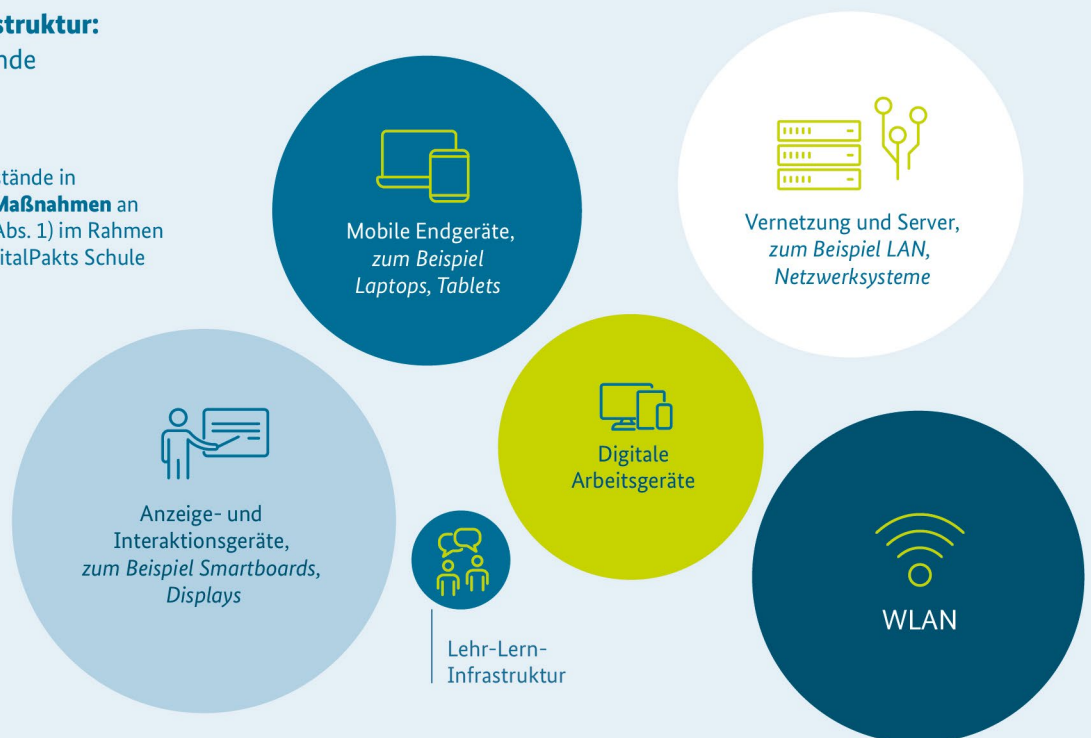 struktur:
nde
stände in
Maßnahmen an
Abs. 1) im Rahmen
italPakts Schule
Mobile Endgeräte,
zum Beispiel
Laptops, Tablets
Vernetzung und Server,
zum Beispiel LAN,
Netzwerksysteme
Anzeige- und
Interaktionsgeräte,
zum Beispiel Smartboards,
Displays
Digitale
Arbeitsgeräte
Lehr-Lern-
Infrastruktur
WLAN